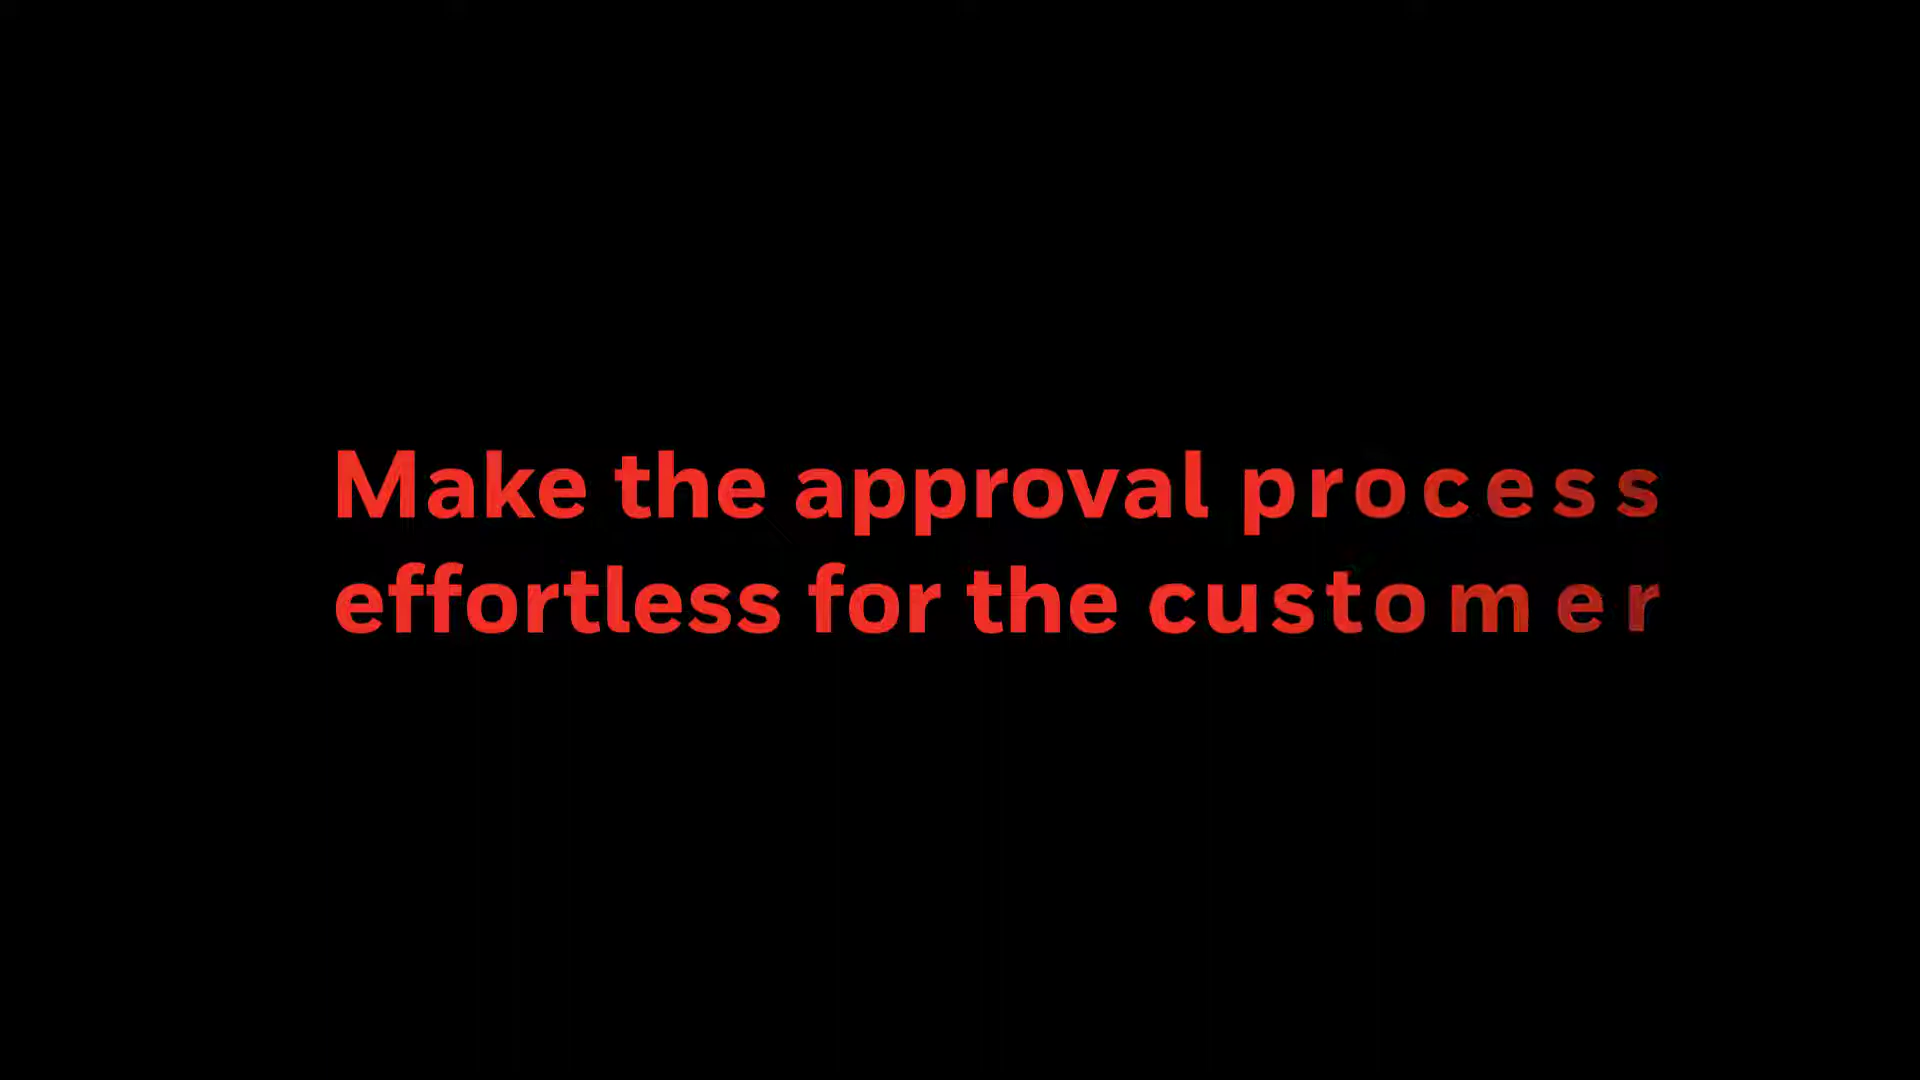 Make the approval process
effortless for the customer